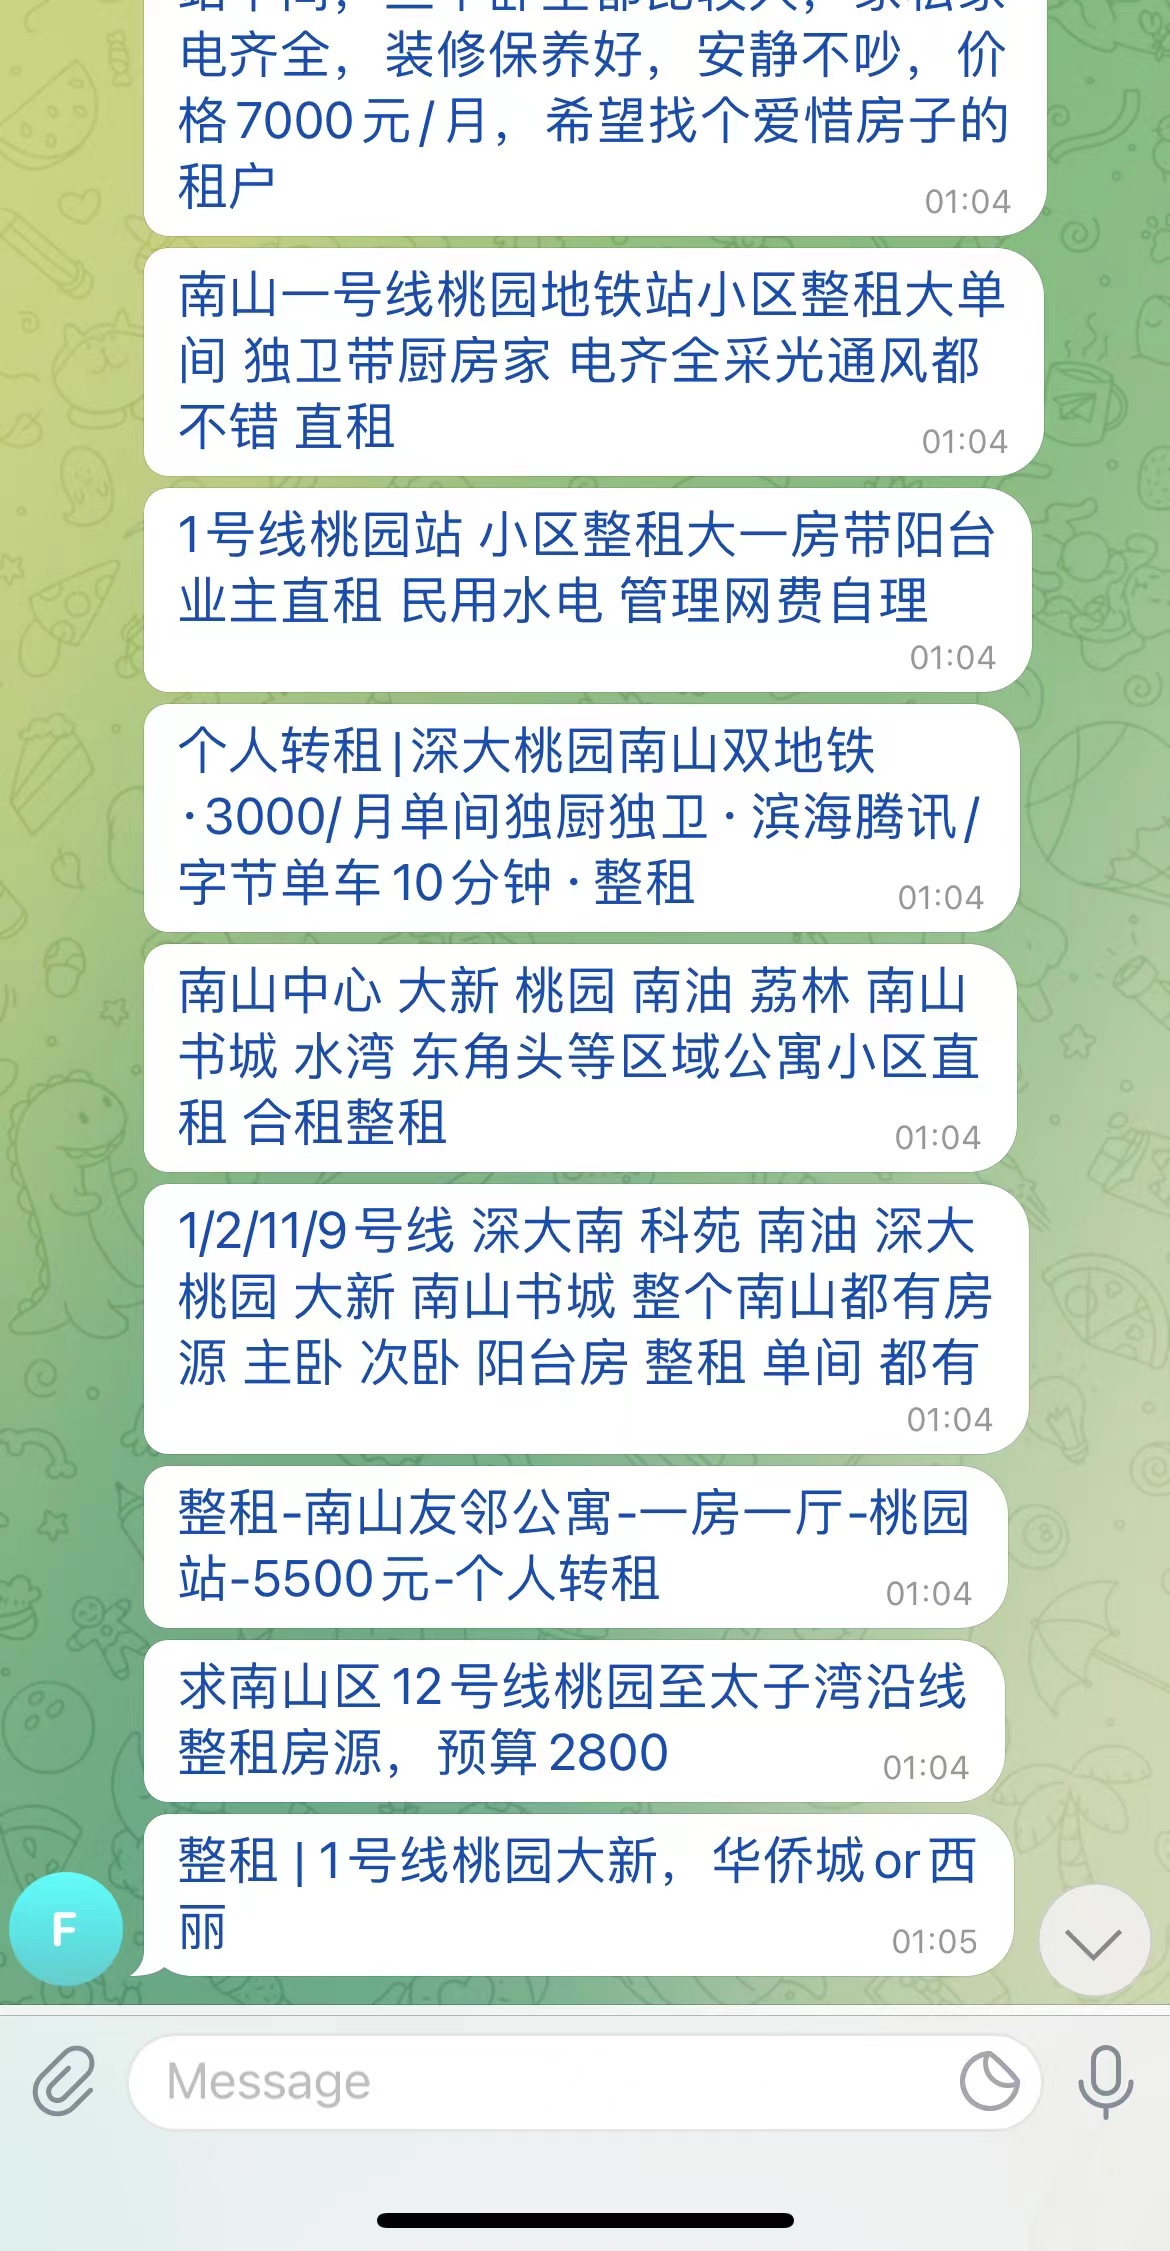 电齐全，装修保养好，安静不吵，价
格7000元/月，希望找个爱惜房子的
租户
01:04
南山一号线桃园地铁站小区整租大单
间 独卫带厨房家 电齐全采光通风都
不错 直租
01:04
1号线桃园站 小区整租大一房带阳台
业主直租 民用水电 管理网费自理
01:04
个人转租|深大桃园南山双地铁
·3000/月单间独厨独卫·滨海腾讯/
字节单车10分钟·整租
01:04
南山中心 大新 桃园 南油 荔林 南山
书城 水湾 东角头等区域公寓小区直
租 合租整租
01:04
1/2/11/9号线 深大南 科苑 南油 深大
桃园 大新 南山书城 整个南山都有房
源 主卧 次卧 阳台房 整租 单间 都有
01:04
整租-南山友邻公寓-一房一厅-桃园
站-5500元-个人转租
01:04
求南山区12号线桃园至太子湾沿线
整租房源，预算2800
01:04
整租 | 1号线桃园大新，华侨城or西
丽
01:05
F
Message